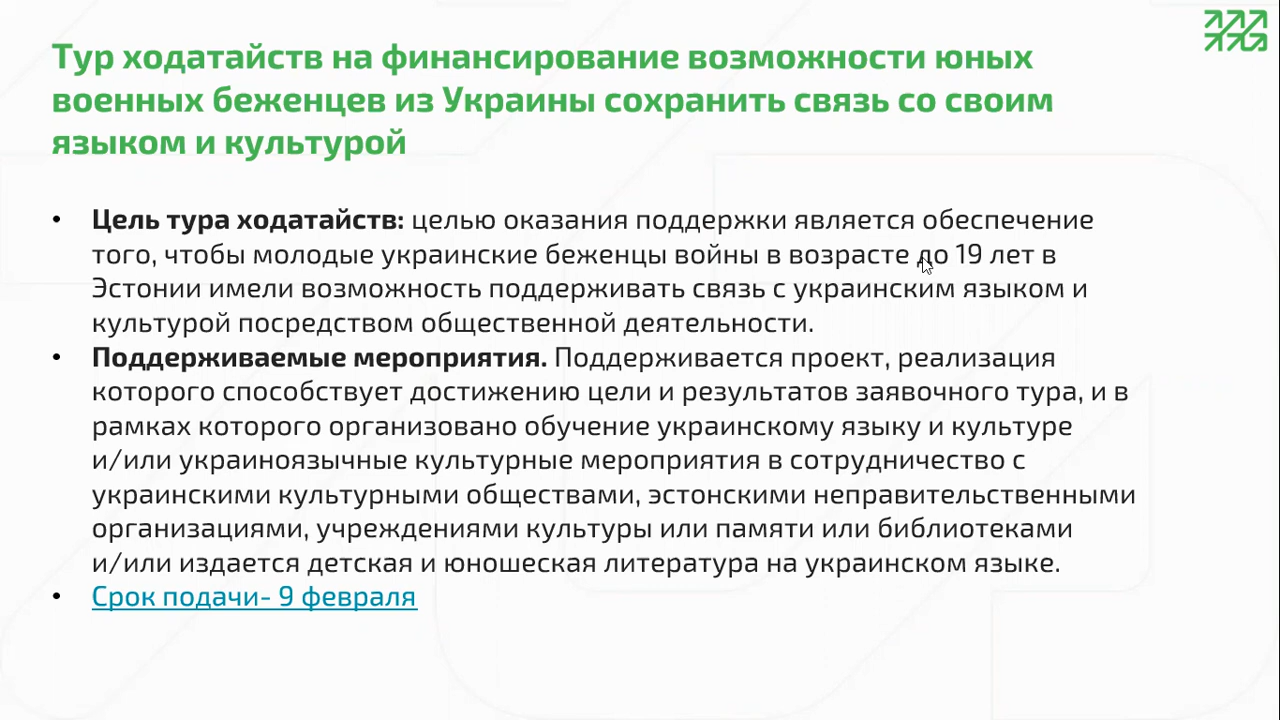 Тур ходатайств на финансирование возможности юных
военных беженцев из Украины сохранить связь со своим
языком и культурой
• Цель тура ходатайств: целью оказания поддержки является обеспечение
того, чтобы молодые украинские беженцы войны в возрасте до 19 лет в
Эстонии имели возможность поддерживать связь с украинским языком и
культурой посредством общественной деятельности.
• Поддерживаемые мероприятия. Поддерживается проект, реализация
которого способствует достижению цели и результатов заявочного тура, и в
рамках которого организовано обучение украинскому языку и культуре
и/или украиноязычные культурные мероприятия в сотрудничество с
украинскими культурными обществами, эстонскими неправительственными
организациями, учреждениями культуры или памяти или библиотеками
и/или издается детская и юношеская литература на украинском языке.
• Срок подачи- 9 февраля